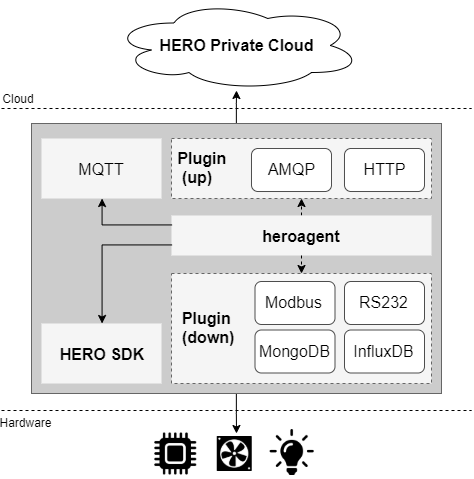 HERO Private Cloud
Cloud
MQTT
Plugin
(up)
AMQP
HTTP
heroagent
Plugin
(down)
Modbus
RS232
MongoDB
InfluxDB
HERO SDK
Hardware